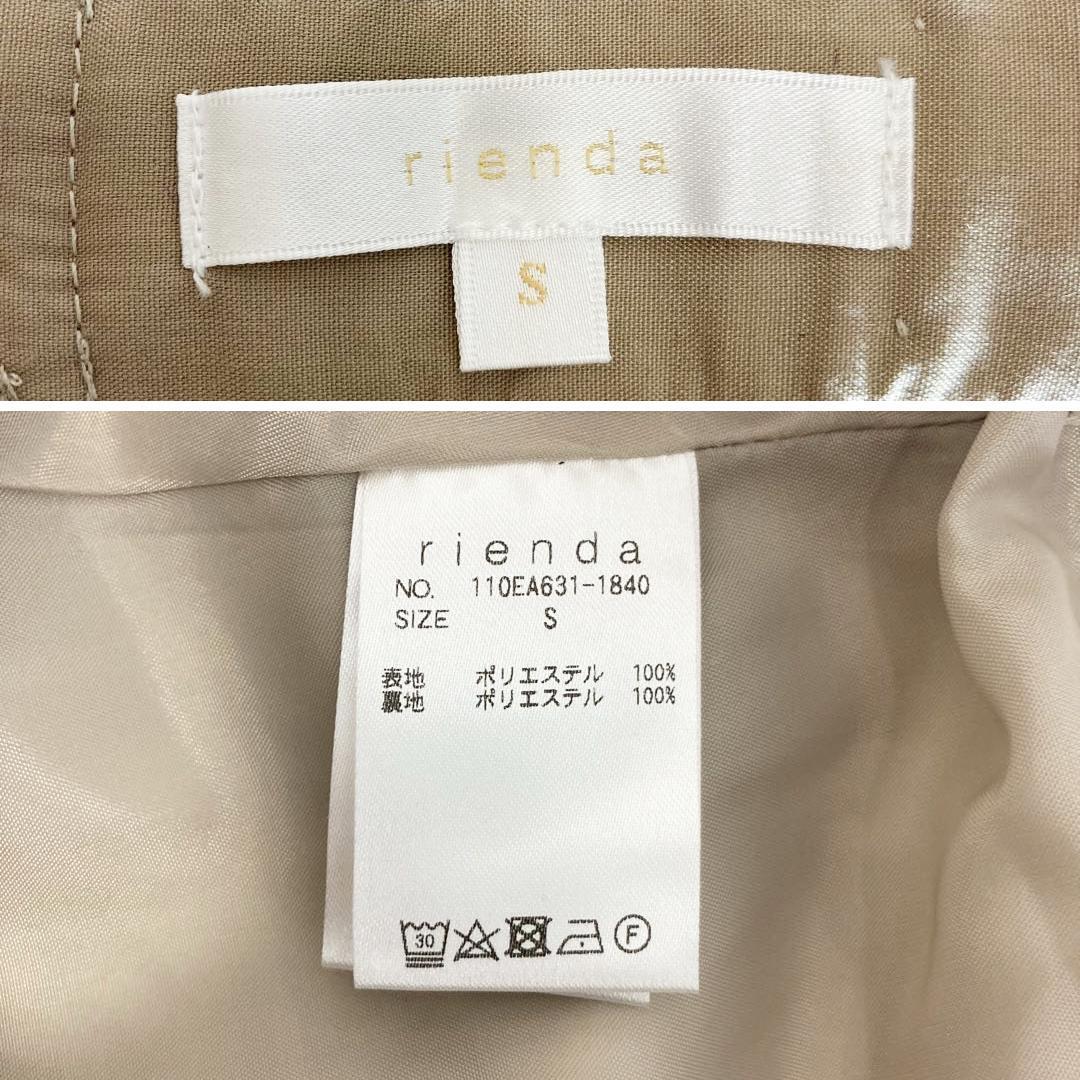 rienda
S
rienda
NO. 110EA631-1840
SIZE S
表地 ポリエステル 100%
裏地 ポリエステル 100%
30 F